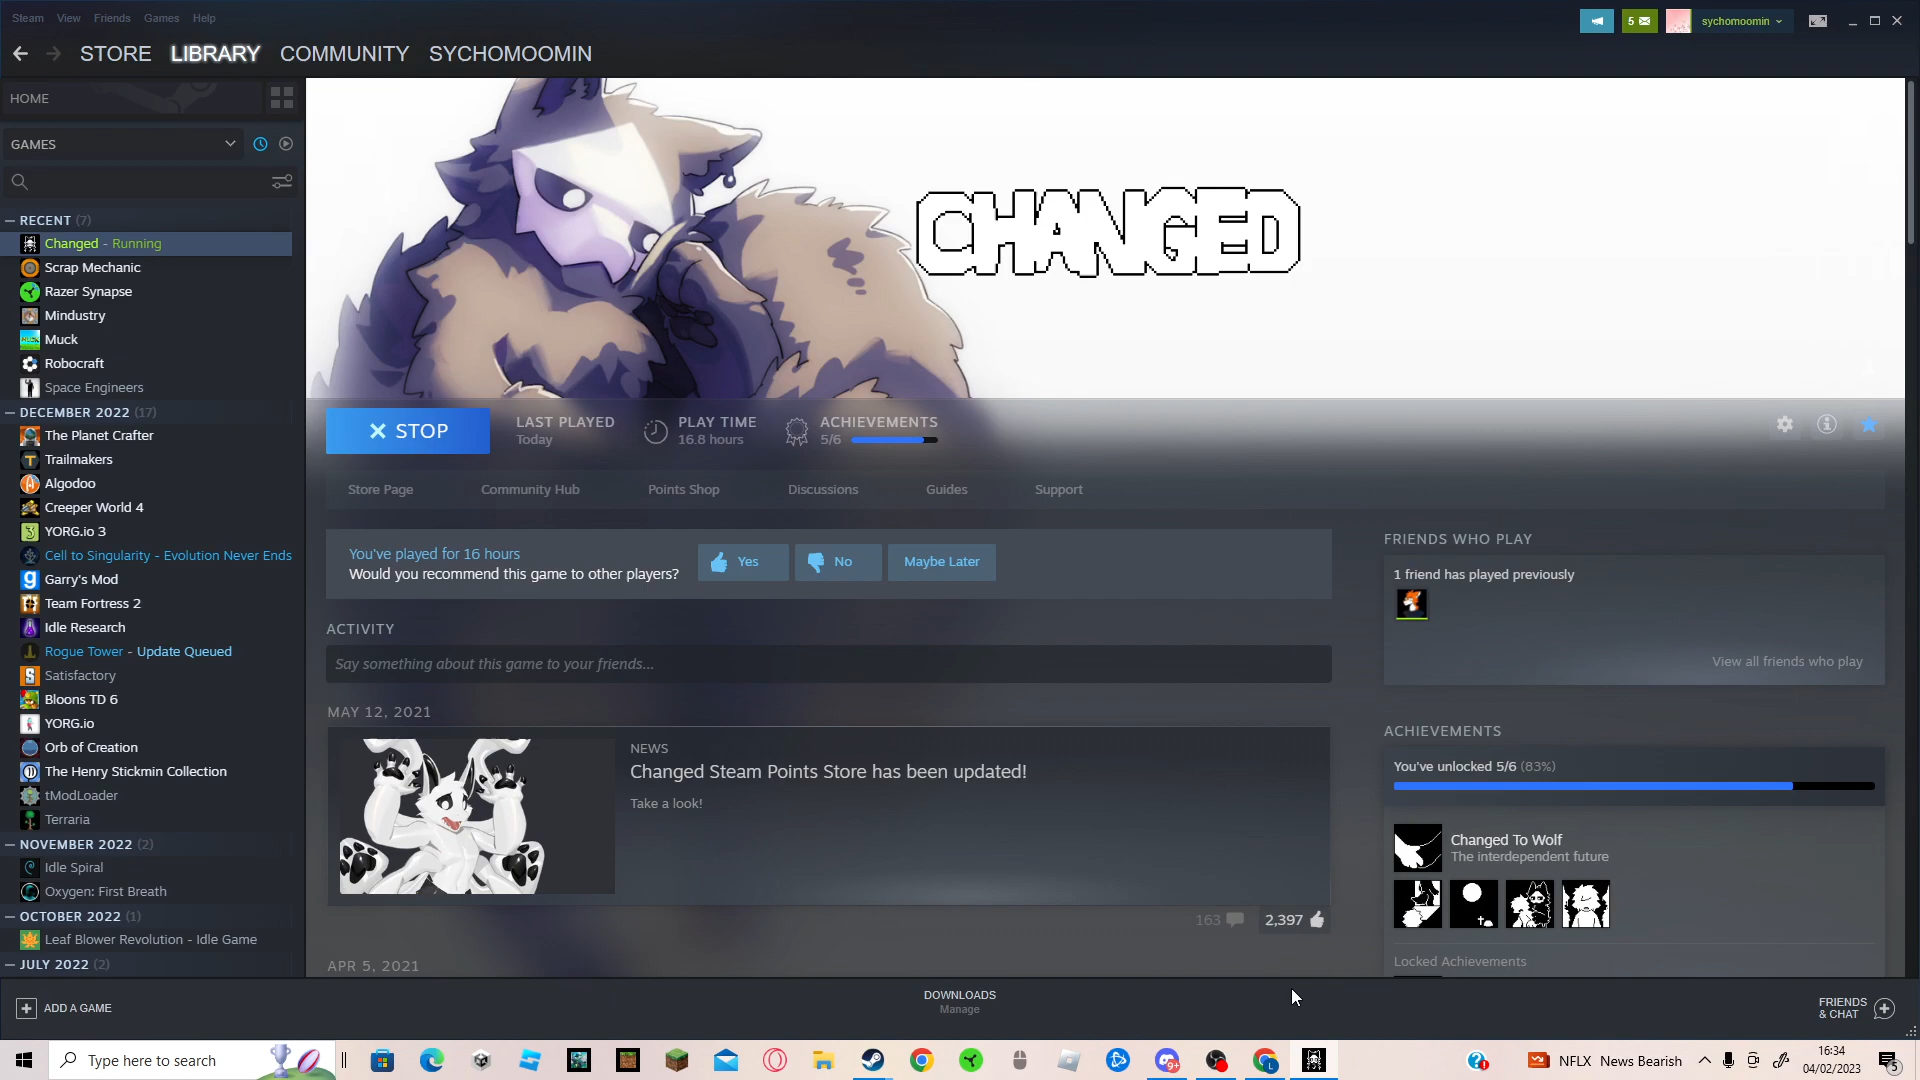 Steam View Friends Games Help
5
sychomoomin
STORE LIBRARY COMMUNITY SYCHOMOOMIN
HOME
GAMES
RECENT (7)
Changed - Running
Scrap Mechanic
Razer Synapse
Mindustry
Muck
Robocraft
Space Engineers
DECEMBER 2022 (17)
The Planet Crafter
Trailmakers
Algodoo
Creeper World 4
YORG.io 3
Cell to Singularity - Evolution Never Ends
Garry's Mod
Team Fortress 2
Idle Research
Rogue Tower - Update Queued
Satisfactory
Bloons TD 6
YORG.io
Orb of Creation
The Henry Stickmin Collection
tModLoader
Terraria
NOVEMBER 2022 (2)
Idle Spiral
Oxygen: First Breath
OCTOBER 2022 (1)
Leaf Blower Revolution - Idle Game
JULY 2022 (2)
ADD A GAME
CHANGED
STOP
LAST PLAYED
Today
PLAY TIME
16.8 hours
ACHIEVEMENTS
5/6
Store Page Community Hub Points Shop Discussions Guides Support
You've played for 16 hours
Would you recommend this game to other players?
Yes
No
Maybe Later
ACTIVITY
Say something about this game to your friends...
MAY 12, 2021
NEWS
Changed Steam Points Store has been updated!
Take a look!
163
2,397
APR 5, 2021
FRIENDS WHO PLAY
1 friend has played previously
View all friends who play
ACHIEVEMENTS
You've unlocked 5/6 (83%)
Changed To Wolf
The interdependent future
Locked Achievements
DOWNLOADS
Manage
FRIENDS
& CHAT
Type here to search
9+
L
NFLX News Bearish
16:34
04/02/2023
5